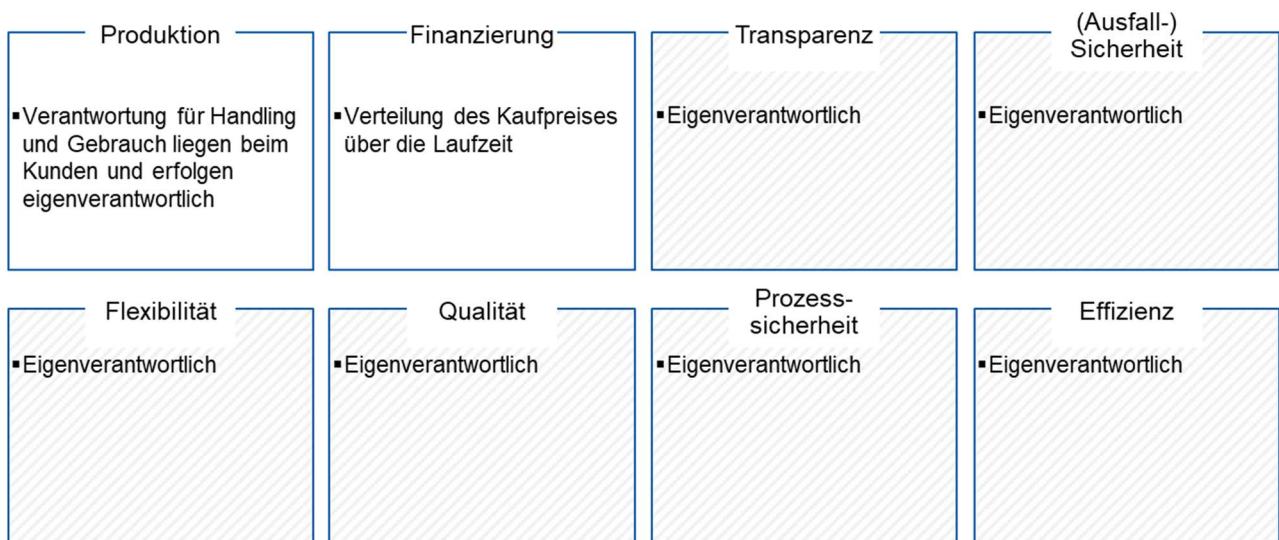 Produktion
▪Verantwortung für Handling
und Gebrauch liegen beim
Kunden und erfolgen
eigenverantwortlich
Finanzierung
▪Verteilung des Kaufpreises
über die Laufzeit
Transparenz
▪Eigenverantwortlich
(Ausfall-)
Sicherheit
▪Eigenverantwortlich
Flexibilität
▪Eigenverantwortlich
Qualität
▪Eigenverantwortlich
Prozess-
sicherheit
▪Eigenverantwortlich
Effizienz
▪Eigenverantwortlich